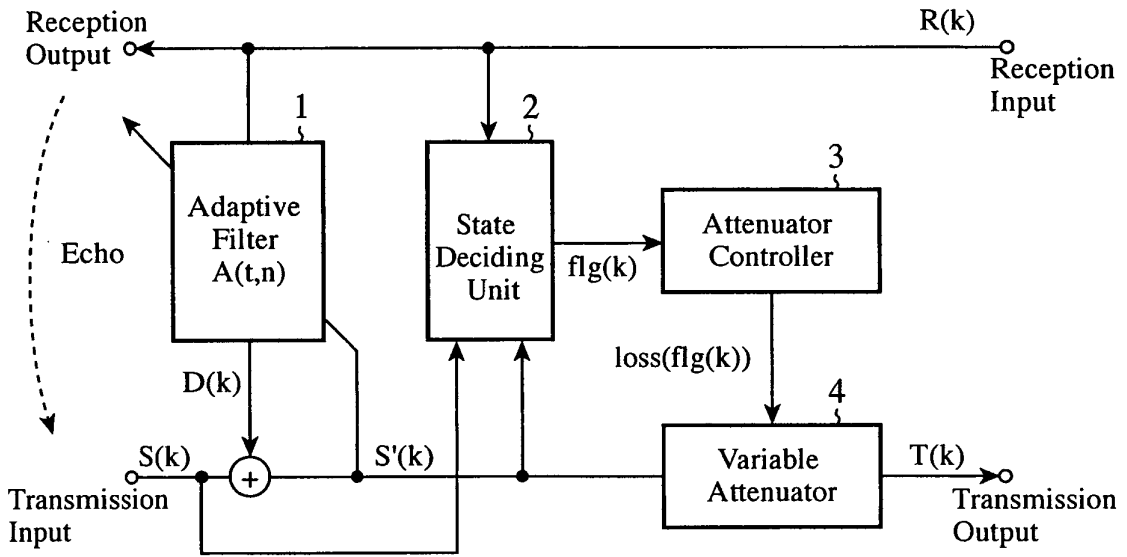 Reception
Output
R(k)
Reception
Input
1
2
3
Adaptive
Filter
A(t,n)
State
Deciding
Unit
Attenuator
Controller
Echo
flg(k)
D(k)
loss(flg(k))
4
S(k)
+
S'(k)
Variable
Attenuator
T(k)
Transmission
Input
Transmission
Output